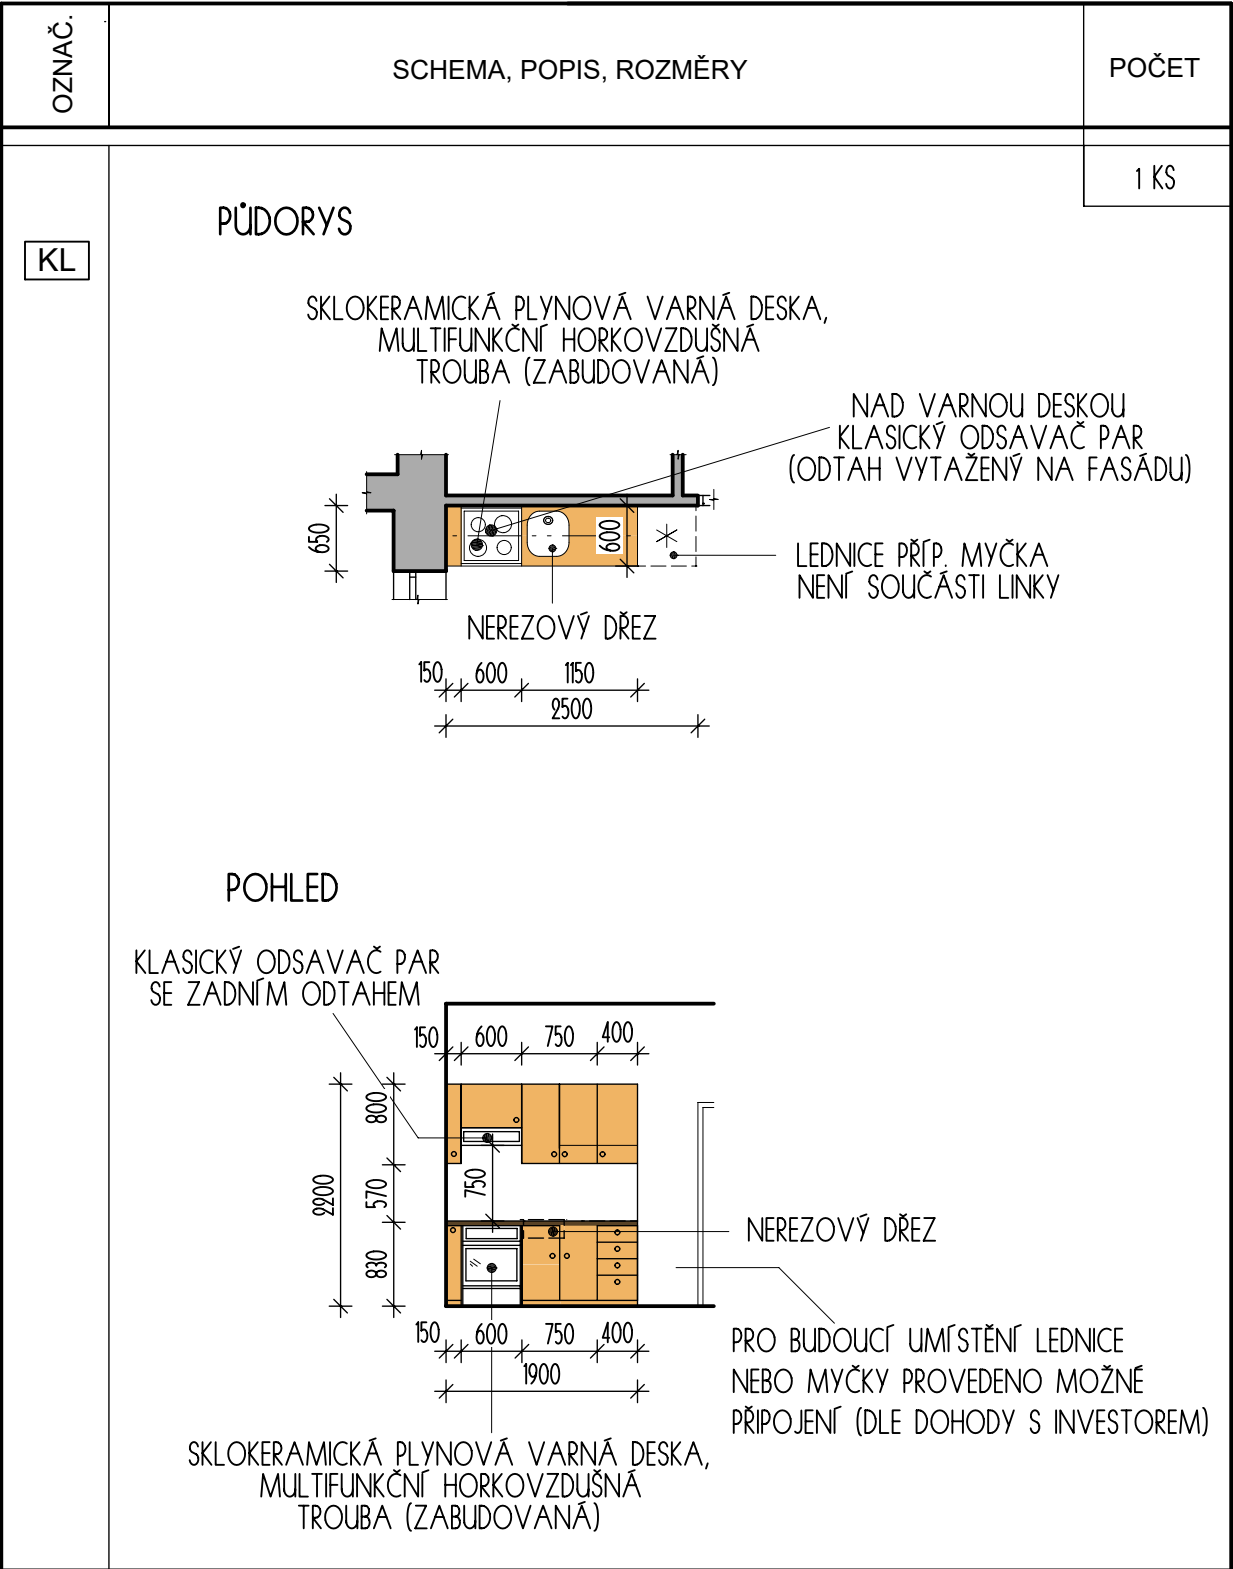 OZNAČ.
SCHEMA, POPIS, ROZMĚRY
POČET
1 KS
KL
PŮDORYS
SKLOKERAMICKÁ PLYNOVÁ VARNÁ DESKA,
MULTIFUNKČNÍ HORKOVZDUŠNÁ
TROUBA (ZABUDOVANÁ)
NAD VARNOU DESKOU
KLASICKÝ ODSAVAČ PAR
(ODTAH VYTAŽENÝ NA FASÁDU)
650
600
LEDNICE PŘÍP. MYČKA
NENÍ SOUČÁSTI LINKY
NEREZOVÝ DŘEZ
150 600 1150
2500
POHLED
KLASICKÝ ODSAVAČ PAR
SE ZADNÍM ODTAHEM
150 600 750 400
800
2200
570
750
830
NEREZOVÝ DŘEZ
150 600 750 400
1900
PRO BUDOUCÍ UMÍSTĚNÍ LEDNICE
NEBO MYČKY PROVEDENO MOŽNÉ
PŘIPOJENÍ (DLE DOHODY S INVESTOREM)
SKLOKERAMICKÁ PLYNOVÁ VARNÁ DESKA,
MULTIFUNKČNÍ HORKOVZDUŠNÁ
TROUBA (ZABUDOVANÁ)